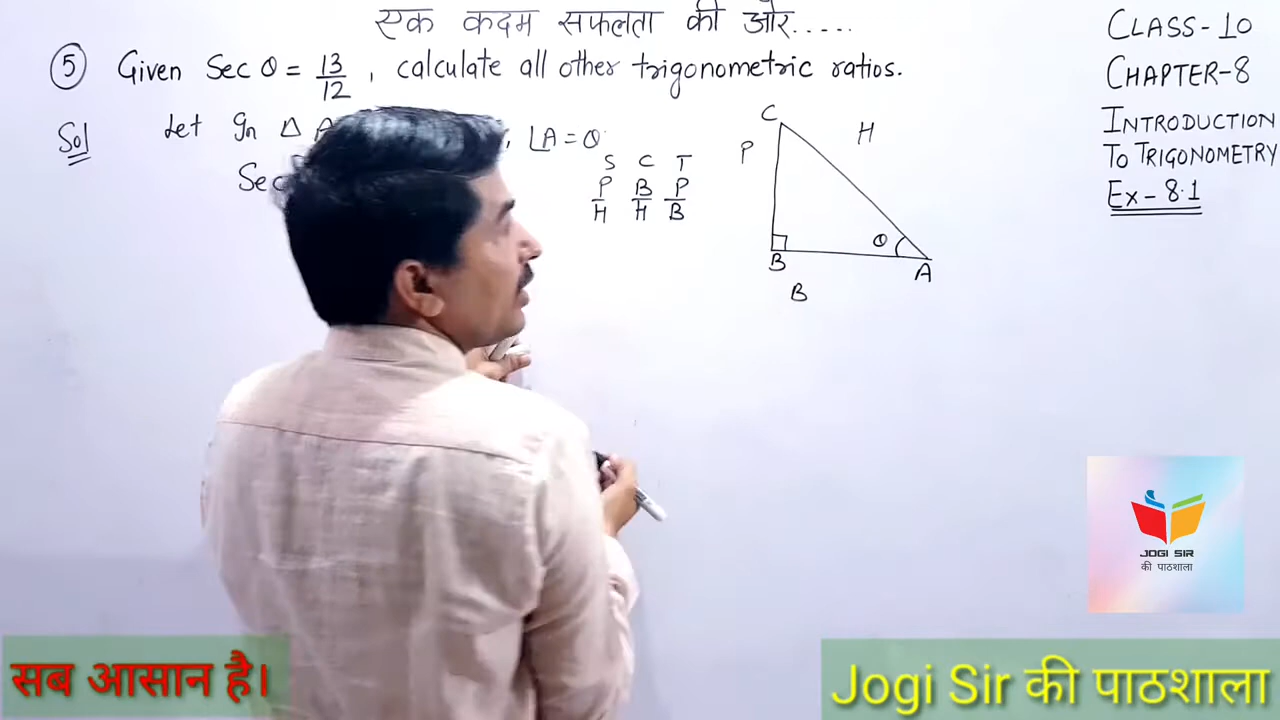 एक कदम सफलता की ओर.....
⑤ Given Sec θ = 13/12, calculate all other trigonometric ratios.
Sol Let In △ , ∠A = θ
Sec
S C T
P/H B/H P/B
C
P
H
θ
B
A
B
CLASS-10
CHAPTER-8
INTRODUCTION
TO TRIGONOMETRY
Ex-8.1
JOGI SIR
की पाठशाला
सब आसान है।
Jogi Sir की पाठशाला